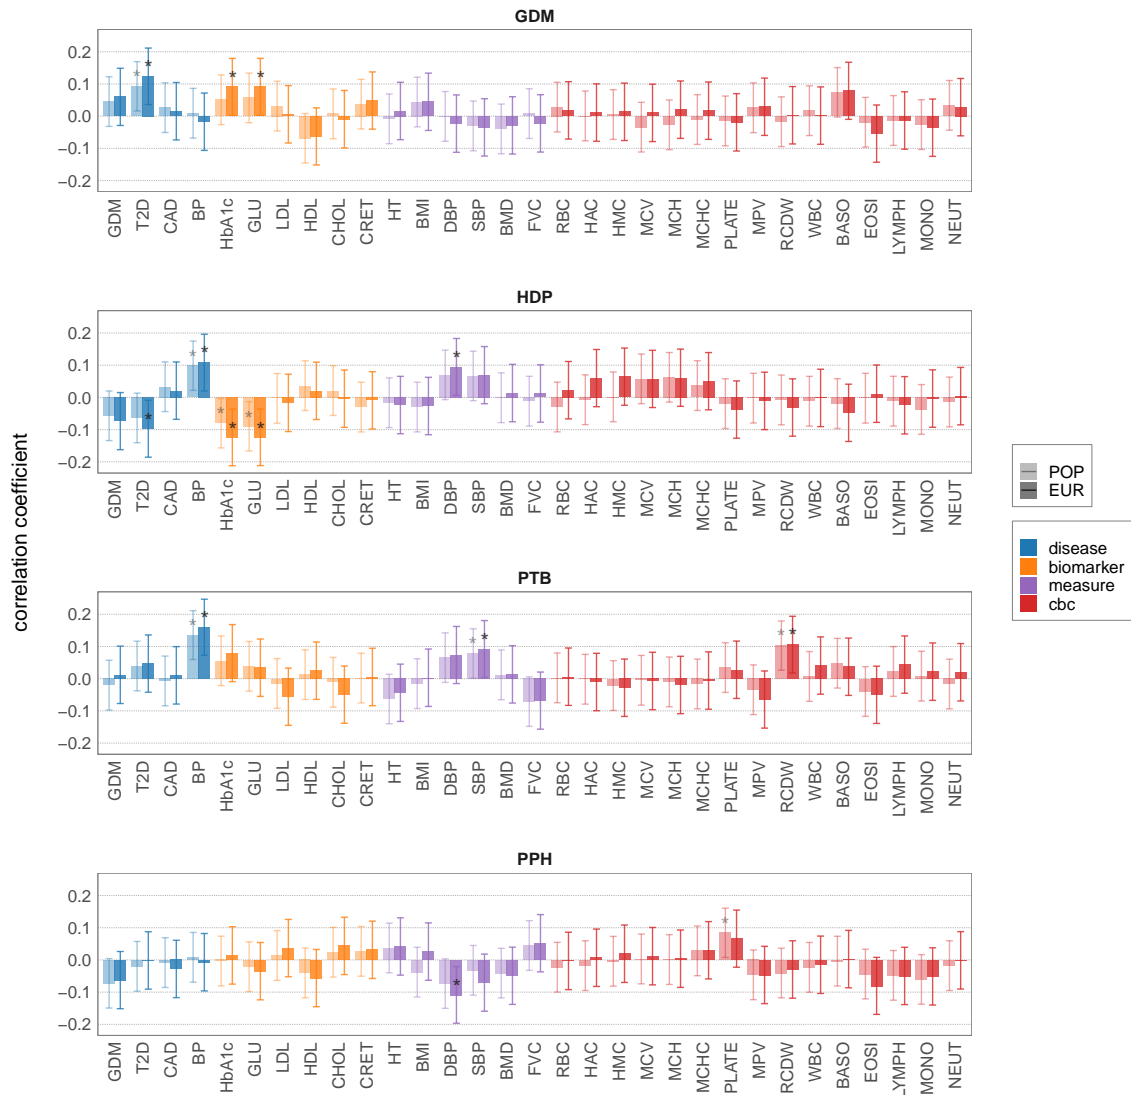 GDM
0.2
0.1
0.0
−0.1
−0.2
GDM T2D CAD BP HbA1c GLU LDL HDL CHOL CRET HT BMI DBP SBP BMD FVC RBC HAC HMC MCV MCH MCHC PLATE MPV RCDW WBC BASO EOSI LYMPH MONO NEUT
HDP
0.2
0.1
0.0
−0.1
−0.2
GDM T2D CAD BP HbA1c GLU LDL HDL CHOL CRET HT BMI DBP SBP BMD FVC RBC HAC HMC MCV MCH MCHC PLATE MPV RCDW WBC BASO EOSI LYMPH MONO NEUT
correlation coefficient
POP
EUR
disease
biomarker
measure
cbc
PTB
0.2
0.1
0.0
−0.1
−0.2
GDM T2D CAD BP HbA1c GLU LDL HDL CHOL CRET HT BMI DBP SBP BMD FVC RBC HAC HMC MCV MCH MCHC PLATE MPV RCDW WBC BASO EOSI LYMPH MONO NEUT
PPH
0.2
0.1
0.0
−0.1
−0.2
GDM T2D CAD BP HbA1c GLU LDL HDL CHOL CRET HT BMI DBP SBP BMD FVC RBC HAC HMC MCV MCH MCHC PLATE MPV RCDW WBC BASO EOSI LYMPH MONO NEUT